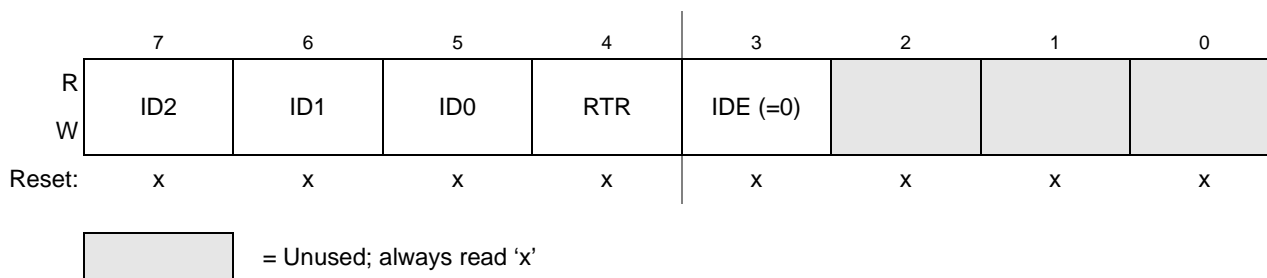 7 6 5 4 3 2 1 0
R
ID2 ID1 ID0 RTR IDE (=0)
W
Reset: x x x x x x x x
= Unused; always read ‘x’